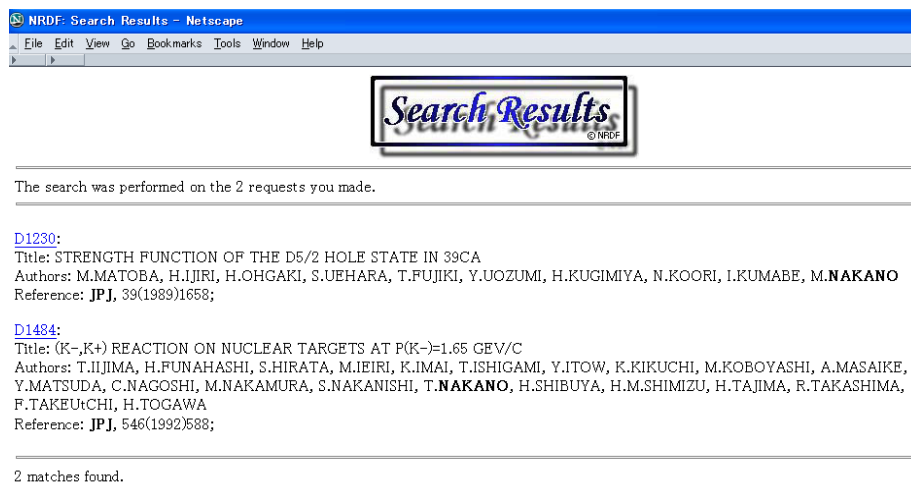 NRDF: Search Results - Netscape
File Edit View Go Bookmarks Tools Window Help
Search Results
© NRDF
The search was performed on the 2 requests you made.
D1230:
Title: STRENGTH FUNCTION OF THE D5/2 HOLE STATE IN 39CA
Authors: M.MATOBA, H.IJIRI, H.OHGAKI, S.UEHARA, T.FUJIKI, Y.UOZUMI, H.KUGIMIYA, N.KOORI, I.KUMABE, M.NAKANO
Reference: JPJ, 39(1989)1658;
D1484:
Title: (K-,K+) REACTION ON NUCLEAR TARGETS AT P(K-)=1.65 GEV/C
Authors: T.IIJIMA, H.FUNAHASHI, S.HIRATA, M.IEIRI, K.IMAI, T.ISHIGAMI, Y.ITOW, K.KIKUCHI, M.KOBOYASHI, A.MASAIKE,
Y.MATSUDA, C.NAGOSHI, M.NAKAMURA, S.NAKANISHI, T.NAKANO, H.SHIBUYA, H.M.SHIMIZU, H.TAJIMA, R.TAKASHIMA,
F.TAKEUtCHI, H.TOGAWA
Reference: JPJ, 546(1992)588;
2 matches found.